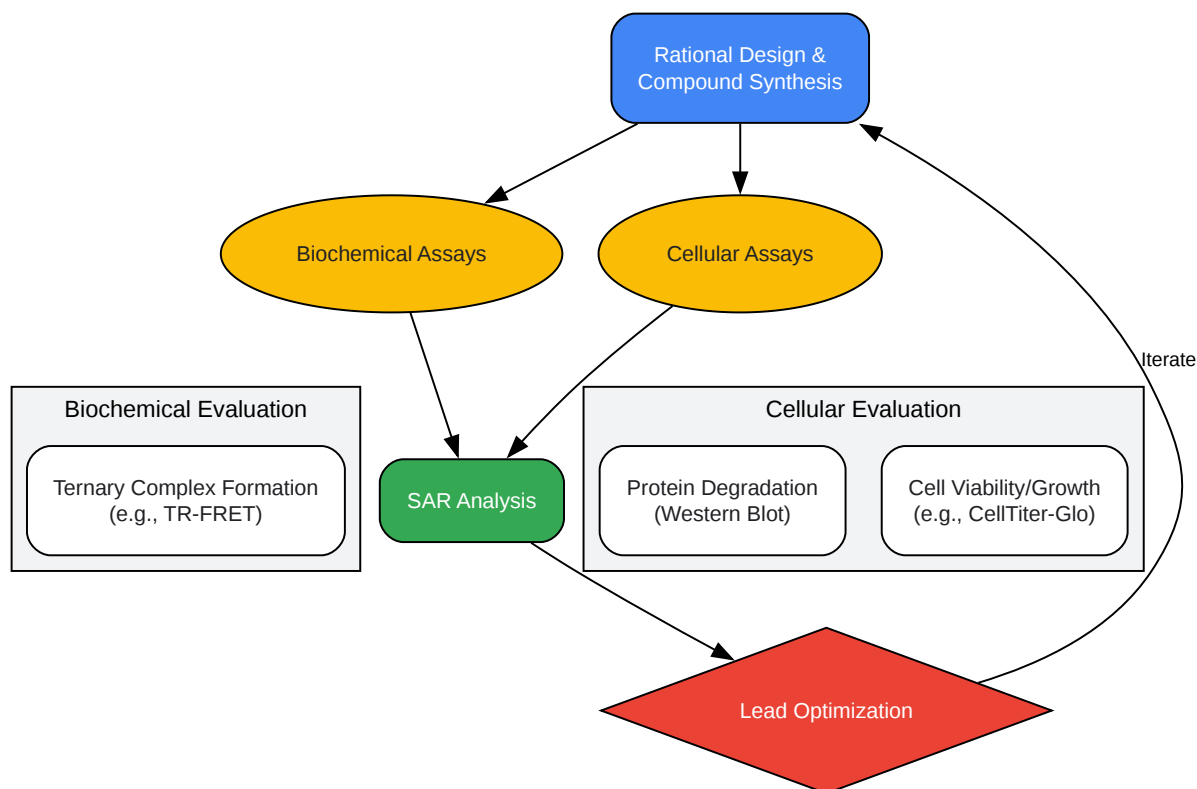 Rational Design &
Compound Synthesis
Biochemical Assays
Cellular Assays
Iterate
Biochemical Evaluation
Cellular Evaluation
Ternary Complex Formation
(e.g., TR-FRET)
SAR Analysis
Protein Degradation
(Western Blot)
Cell Viability/Growth
(e.g., CellTiter-Glo)
Lead Optimization